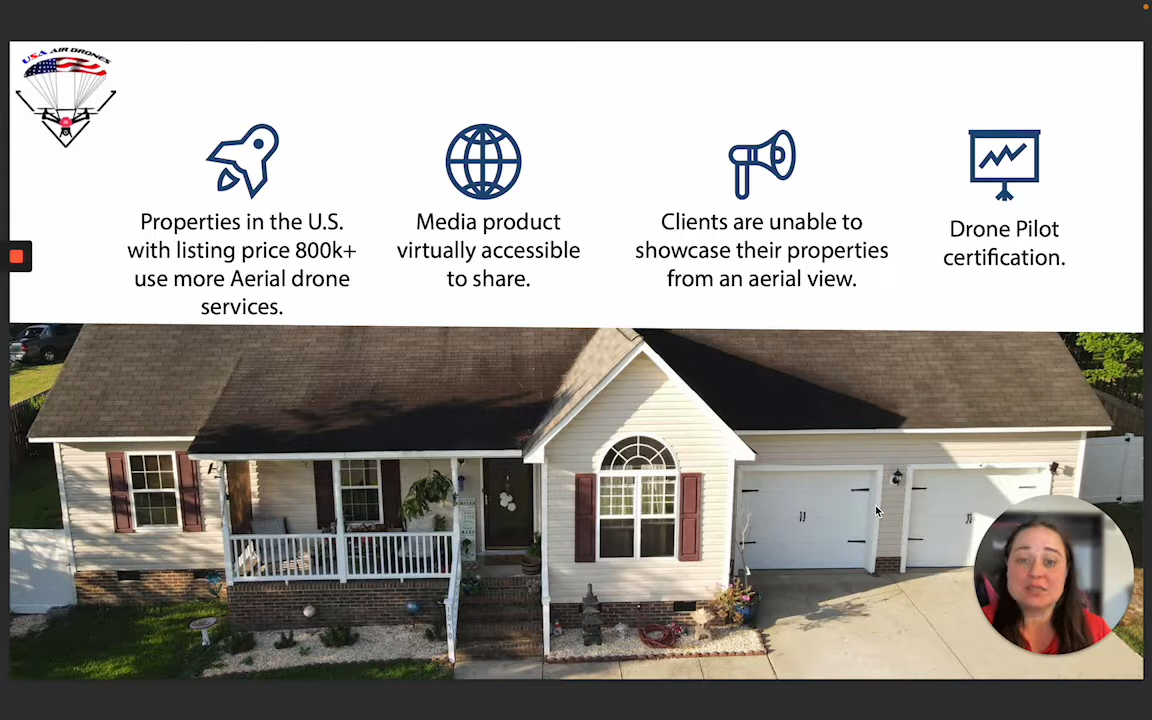 USA AIR DRONES
Properties in the U.S.
with listing price 800k+
use more Aerial drone
services.
Media product
virtually accessible
to share.
Clients are unable to
showcase their properties
from an aerial view.
Drone Pilot
certification.